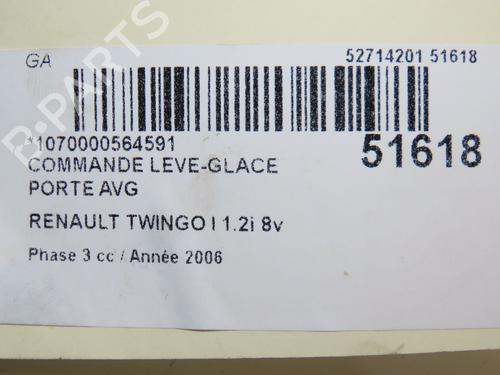 GA
52714201 51618
*1070000564591
51618
COMMANDE LEVE-GLACE
PORTE AVG
RENAULT TWINGO I 1.2i 8v
Phase 3 cc / Année 2006
B-PARTS